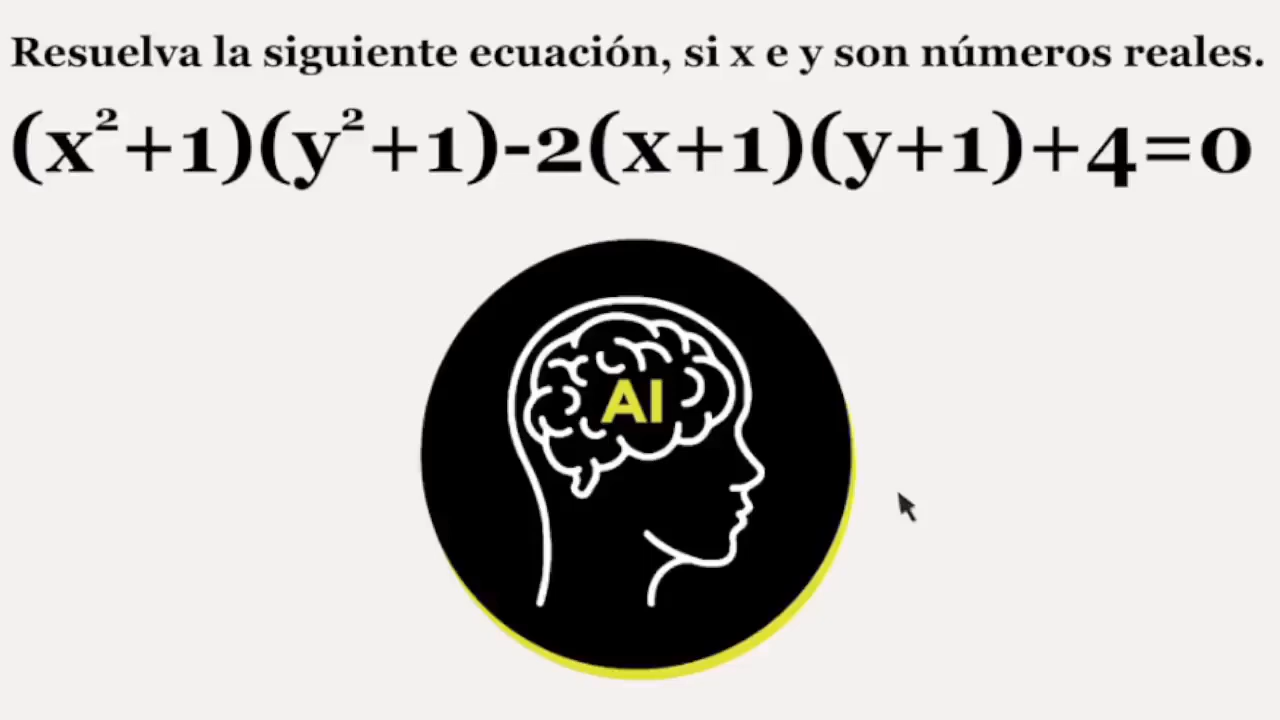 Resuelva la siguiente ecuación, si x e y son números reales.
(x²+1)(y²+1)-2(x+1)(y+1)+4=0
AI